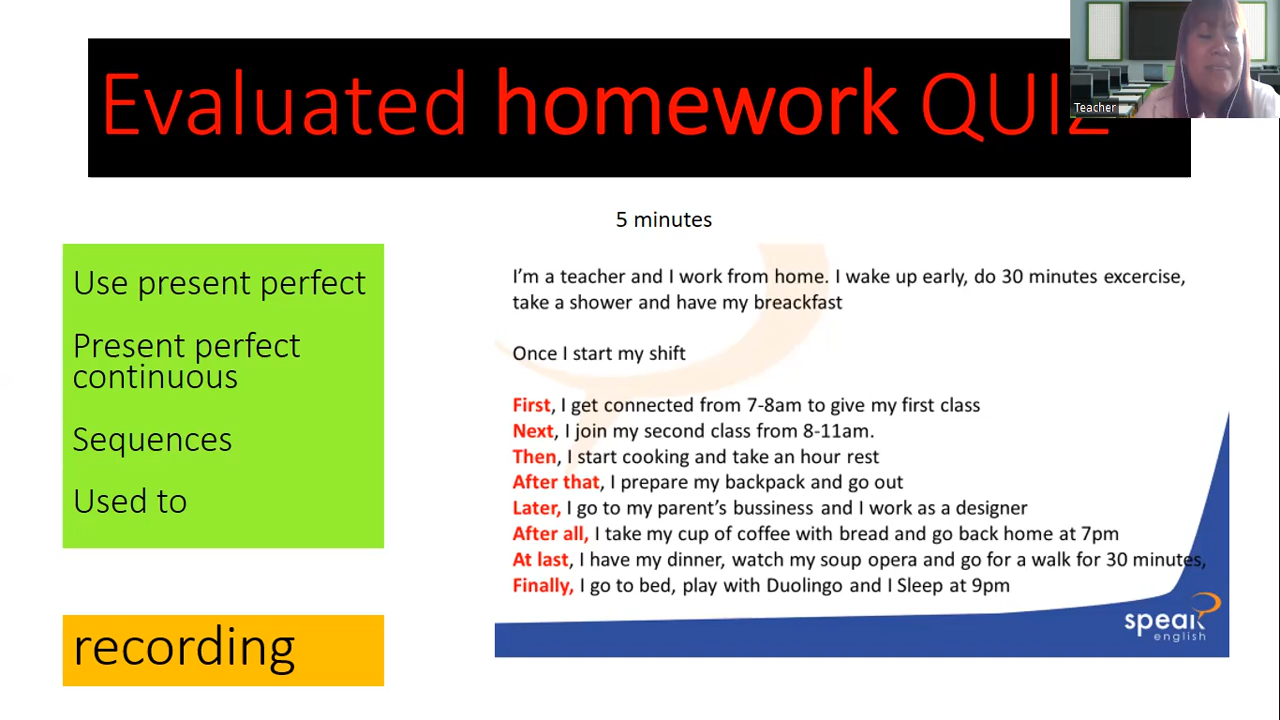 Evaluated homework QUIZ
Teacher
5 minutes
Use present perfect
Present perfect
continuous
Sequences
Used to
recording
I'm a teacher and I work from home. I wake up early, do 30 minutes excercise,
take a shower and have my breackfast
Once I start my shift
First, I get connected from 7-8am to give my first class
Next, I join my second class from 8-11am.
Then, I start cooking and take an hour rest
After that, I prepare my backpack and go out
Later, I go to my parent's bussiness and I work as a designer
After all, I take my cup of coffee with bread and go back home at 7pm
At last, I have my dinner, watch my soup opera and go for a walk for 30 minutes,
Finally, I go to bed, play with Duolingo and I Sleep at 9pm
speak
english